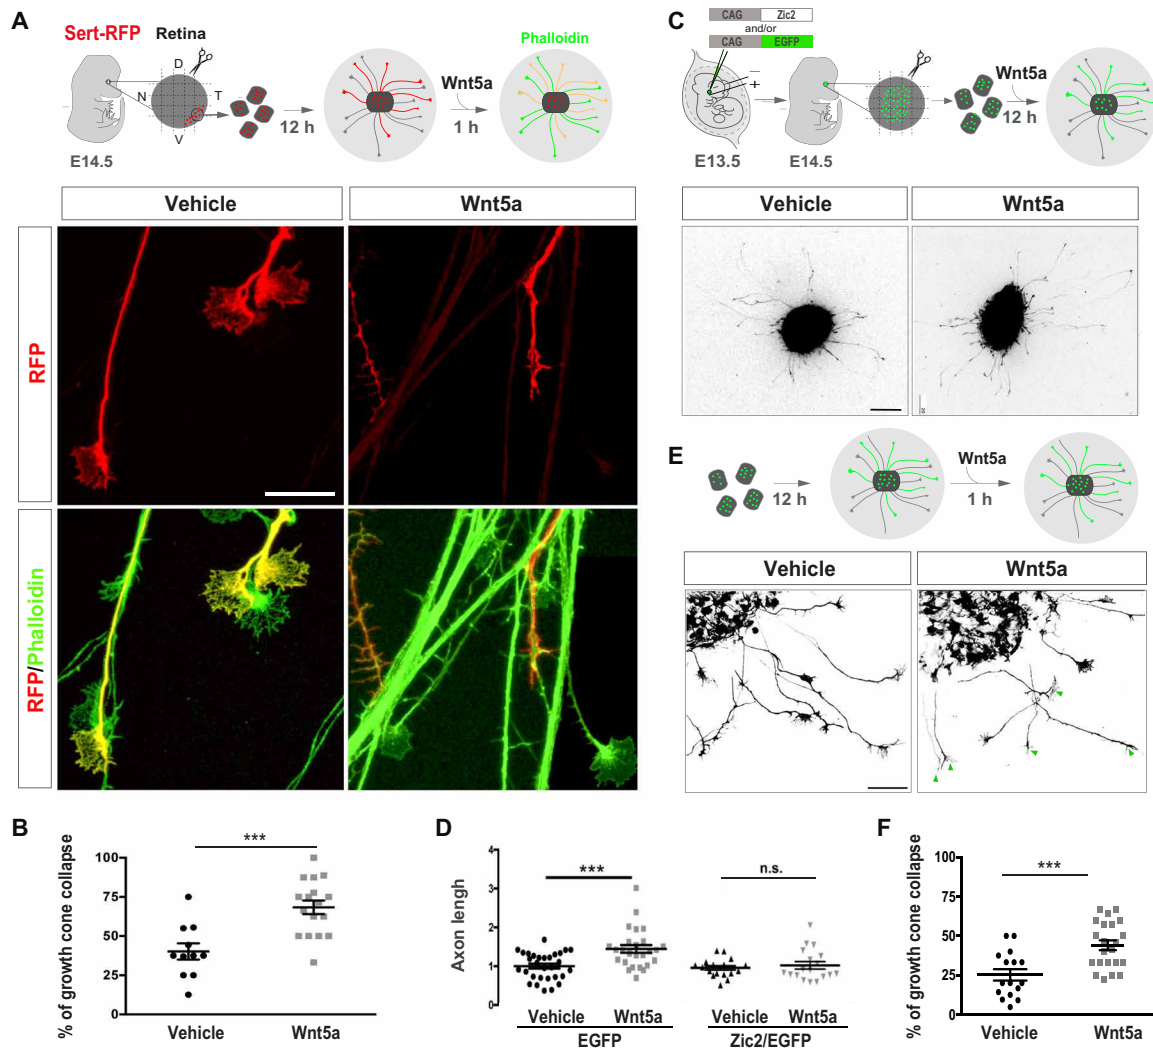 A
Sert-RFP Retina
D
N
T
V
E14.5
12 h
Wnt5a
1 h
Phalloidin
Vehicle
Wnt5a
RFP
RFP/Phalloidin
B
% of growth cone collapse
100
75
50
25
0
***
Vehicle
Wnt5a
C
CAG Zic2
and/or
CAG EGFP
E13.5
E14.5
Wnt5a
12 h
Vehicle
Wnt5a
E
12 h
Wnt5a
1 h
Vehicle
Wnt5a
D
Axon lengh
4
3
2
1
0
***
n.s.
Vehicle Wnt5a Vehicle Wnt5a
EGFP Zic2/EGFP
F
% of growth cone collapse
100
75
50
25
0
***
Vehicle
Wnt5a